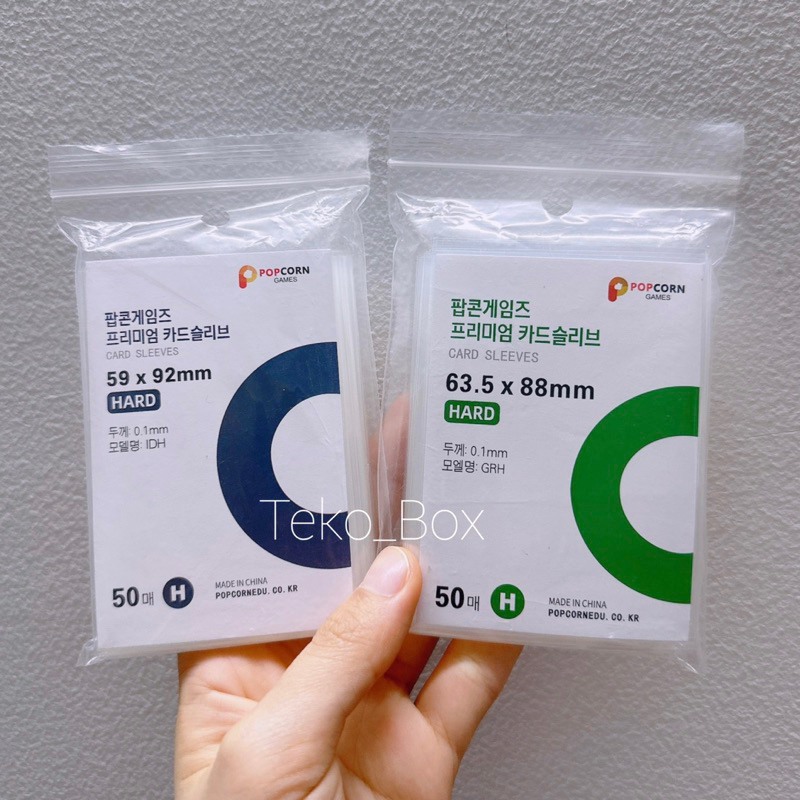 POPCORN
GAMES
팝콘게임즈
프리미엄 카드슬리브
CARD SLEEVES
59 x 92mm
HARD
두께: 0.1mm
모델명: IDH
50매 H
MADE IN CHINA
POPCORNEDU. CO. KR
POPCORN
GAMES
팝콘게임즈
프리미엄 카드슬리브
CARD SLEEVES
63.5 x 88mm
HARD
두께: 0.1mm
모델명: GRH
50매 H
MADE IN CHINA
POPCORNEDU. CO. KR
Teko_Box